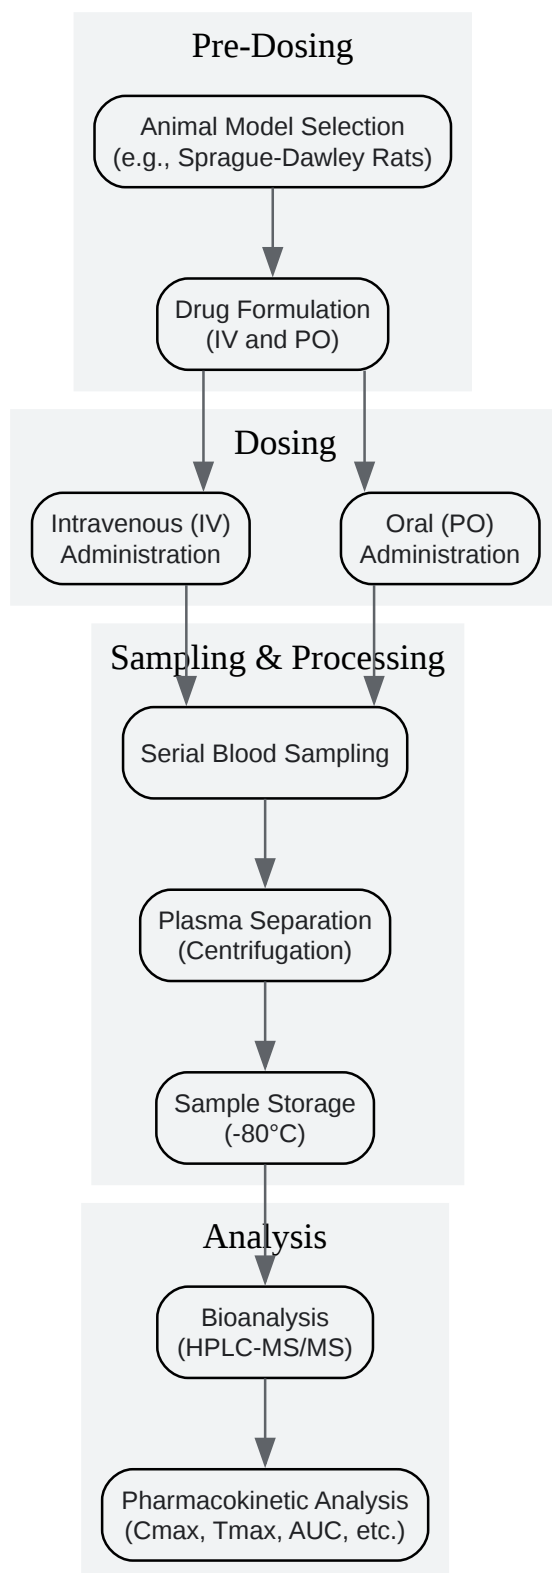 Pre-Dosing
Animal Model Selection
(e.g., Sprague-Dawley Rats)
Drug Formulation
(IV and PO)
Dosing
Intravenous (IV)
Administration
Oral (PO)
Administration
Sampling & Processing
Serial Blood Sampling
Plasma Separation
(Centrifugation)
Sample Storage
(-80°C)
Analysis
Bioanalysis
(HPLC-MS/MS)
Pharmacokinetic Analysis
(Cmax, Tmax, AUC, etc.)